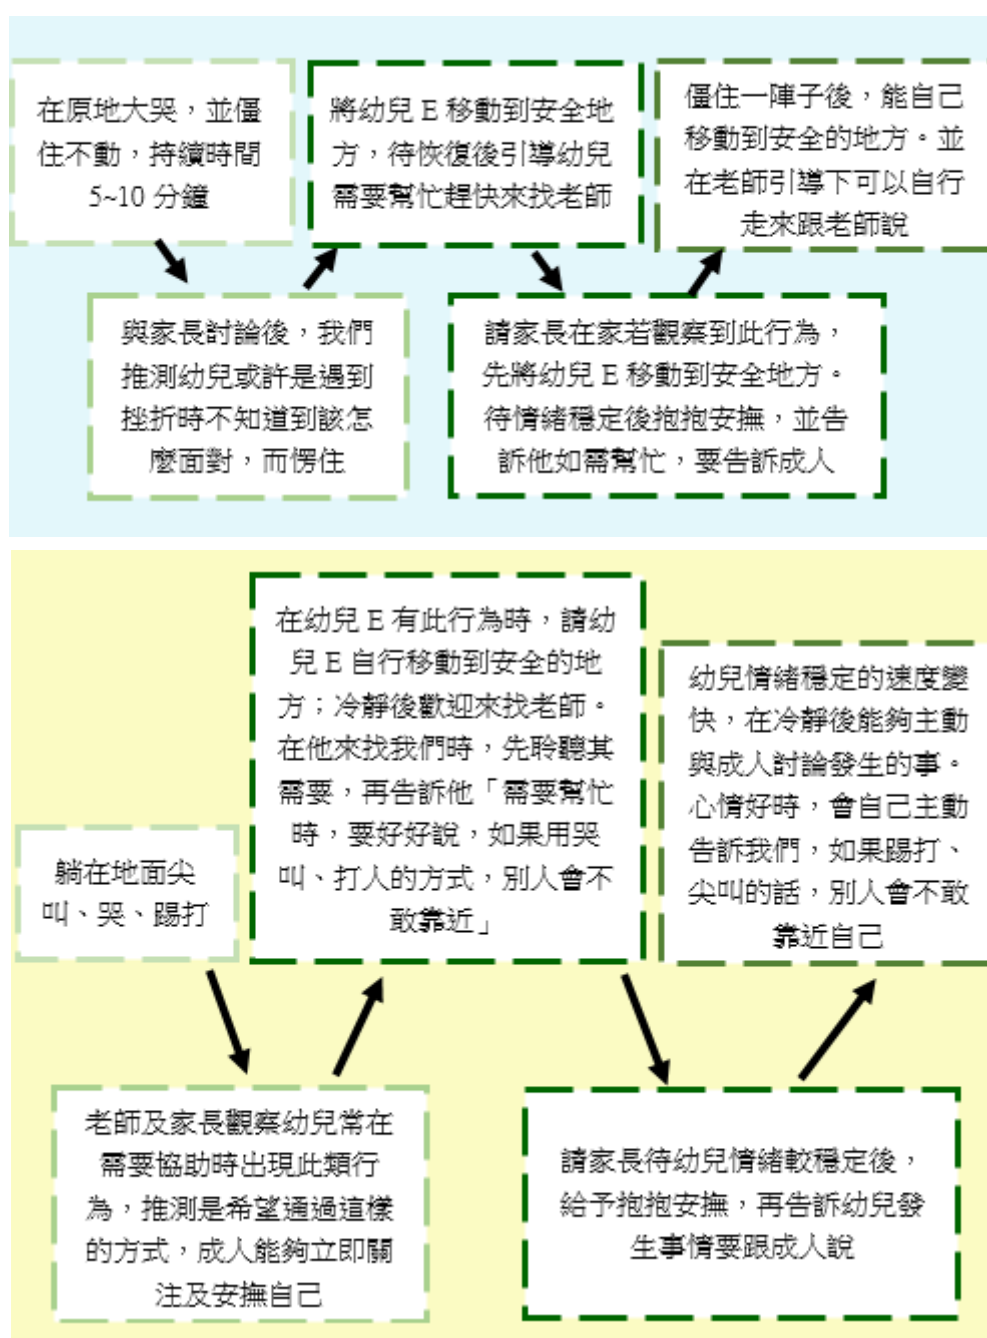 在原地大哭，並僵
住不動，持續時間
5~10 分鐘
與家長討論後，我們
推測幼兒或許是遇到
挫折時不知道到該怎
麼面對，而愣住
將幼兒 E 移動到安全地
方，待恢復後引導幼兒
需要幫忙趕快來找老師
請家長在家若觀察到此行為，
先將幼兒 E 移動到安全地方。
待情緒穩定後抱抱安撫，並告
訴他如需幫忙，要告訴成人
僵住一陣子後，能自己
移動到安全的地方。並
在老師引導下可以自行
走來跟老師說
躺在地面尖
叫、哭、踢打
老師及家長觀察幼兒常在
需要協助時出現此類行
為，推測是希望通過這樣
的方式，成人能夠立即關
注及安撫自己
在幼兒 E 有此行為時，請幼
兒 E 自行移動到安全的地
方；冷靜後歡迎來找老師。
在他來找我們時，先聆聽其
需要，再告訴他「需要幫忙
時，要好好說，如果用哭
叫、打人的方式，別人會不
敢靠近」
請家長待幼兒情緒較穩定後，
給予抱抱安撫，再告訴幼兒發
生事情要跟成人說
幼兒情緒穩定的速度變
快，在冷靜後能夠主動
與成人討論發生的事。
心情好時，會自己主動
告訴我們，如果踢打、
尖叫的話，別人會不敢
靠近自己